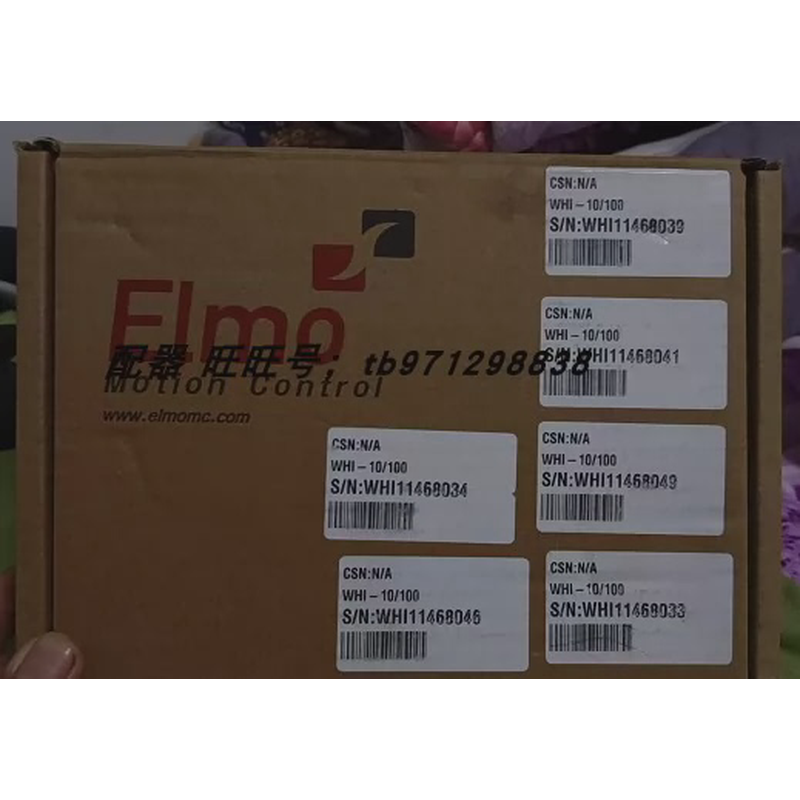 Elmo
配器 旺旺号；tb971298838
Motion Control
www.elmomc.com
CSN:N/A
WHI-10/100
S/N:WHI11468039
CSN:N/A
WHI-10/100
S/N:WHI11468041
CSN:N/A
WHI-10/100
S/N:WHI11468034
CSN:N/A
WHI-10/100
S/N:WHI11468049
CSN:N/A
WHI-10/100
S/N:WHI11468046
CSN:N/A
WHI-10/100
S/N:WHI11468033